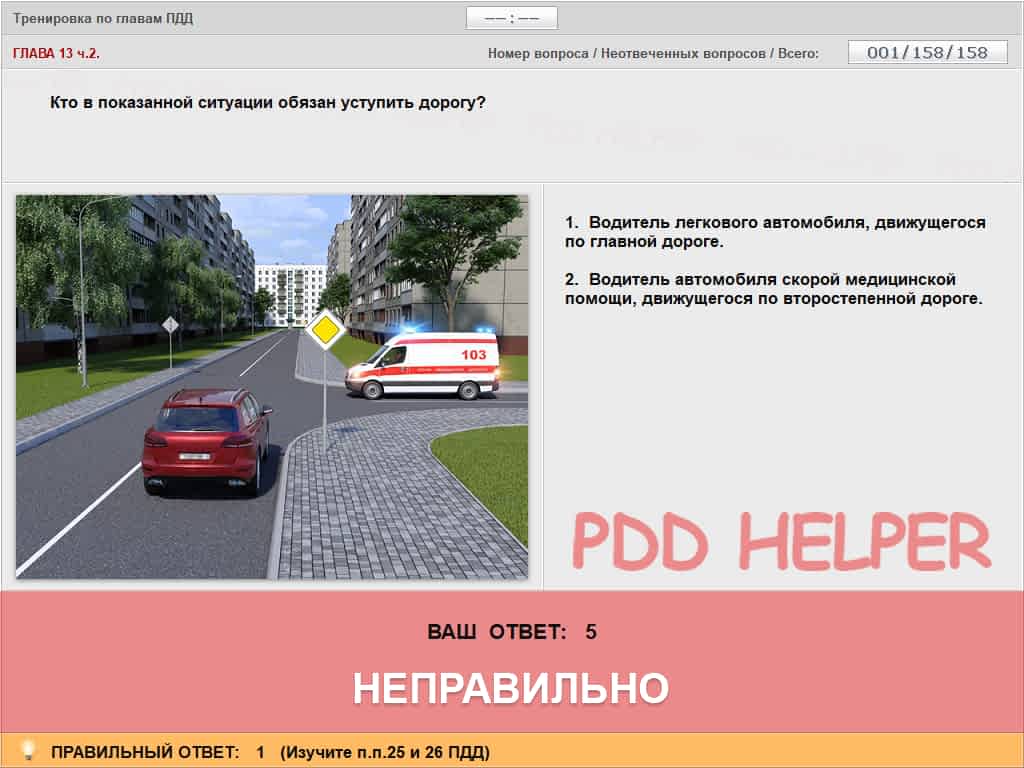 Тренировка по главам ПДД
–– : ––
ГЛАВА 13 ч.2.
Номер вопроса / Неотвеченных вопросов / Всего:
001/158/158
Кто в показанной ситуации обязан уступить дорогу?
1. Водитель легкового автомобиля, движущегося
по главной дороге.
2. Водитель автомобиля скорой медицинской
помощи, движущегося по второстепенной дороге.
103
PDD HELPER
ВАШ ОТВЕТ: 5
НЕПРАВИЛЬНО
ПРАВИЛЬНЫЙ ОТВЕТ: 1 (Изучите п.п.25 и 26 ПДД)